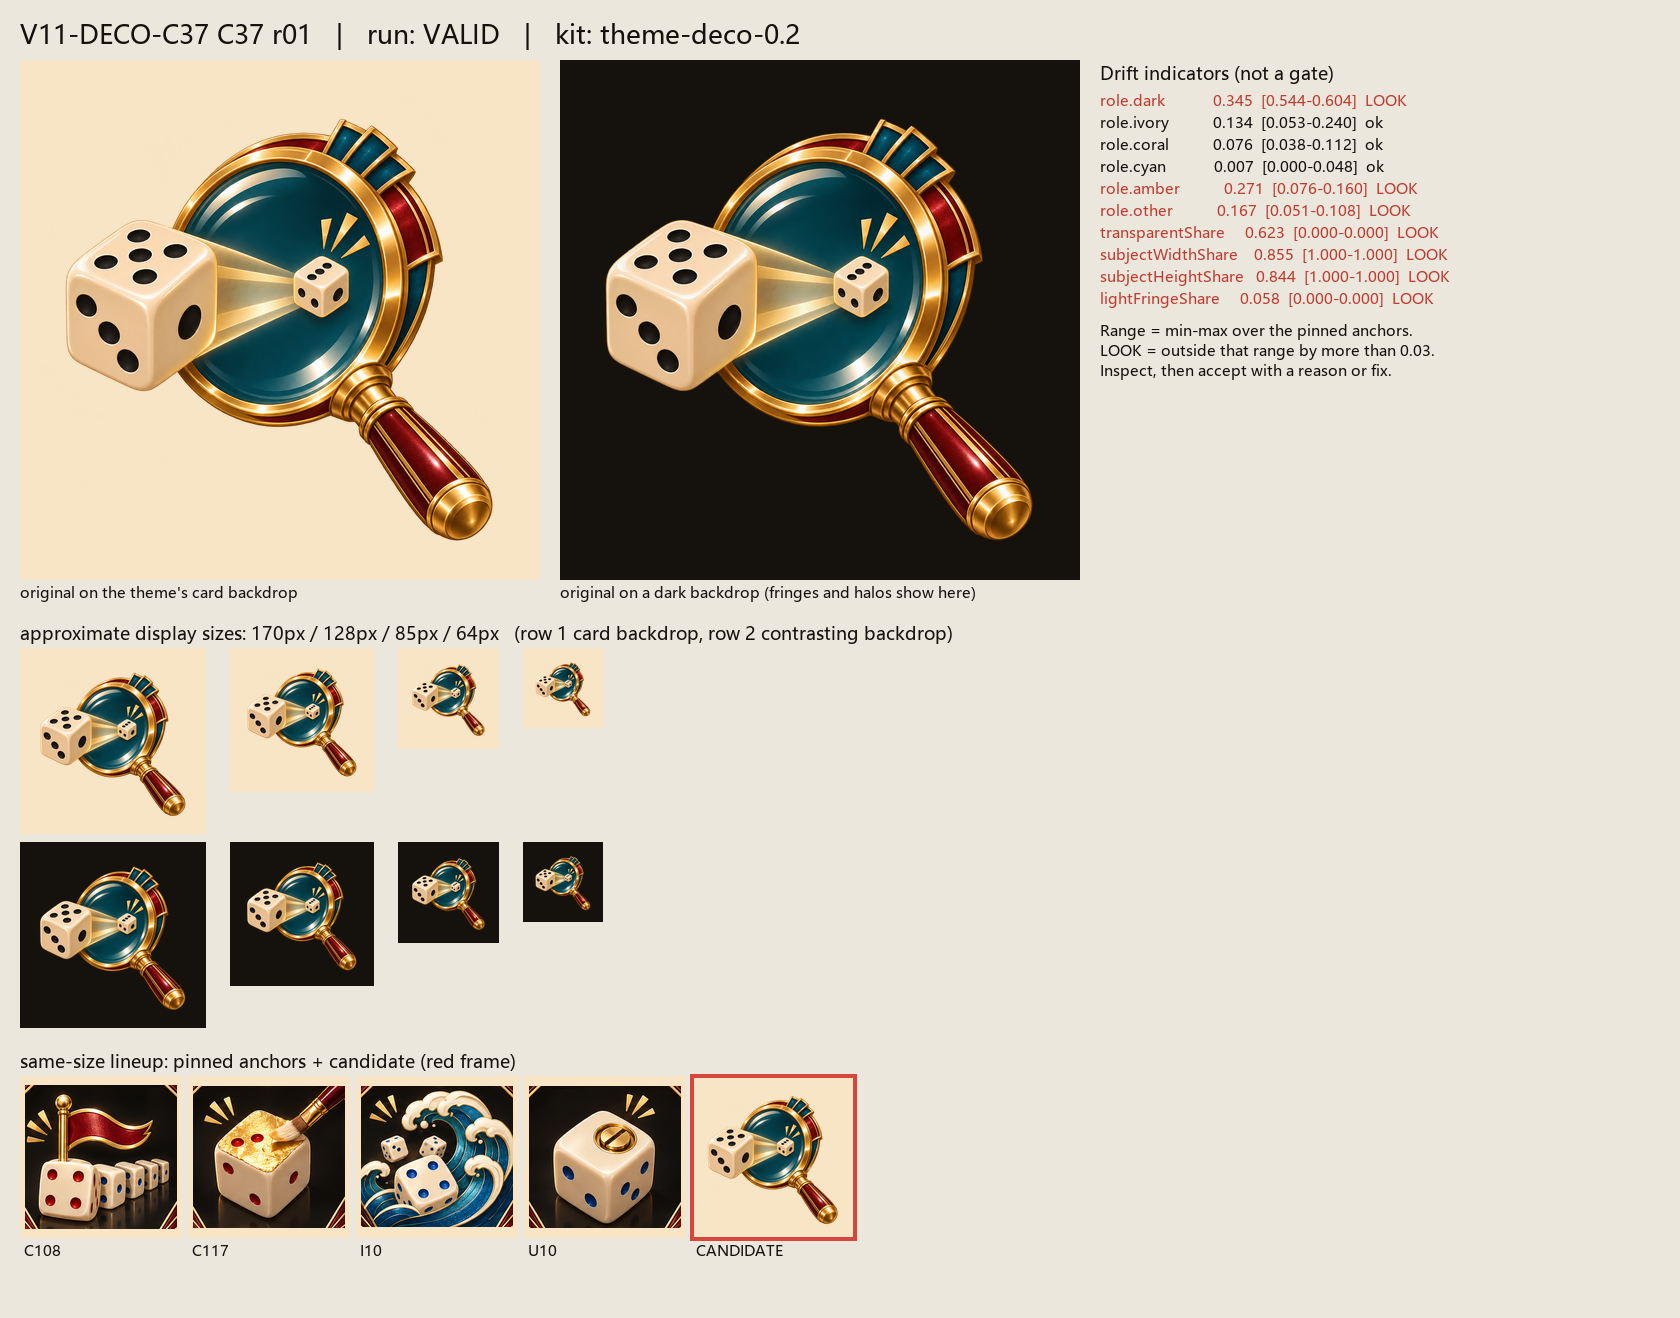 V11-DECO-C37 C37 r01 | run: VALID | kit: theme-deco-0.2
Drift indicators (not a gate)
role.dark 0.345 [0.544-0.604] LOOK
role.ivory 0.134 [0.053-0.240] ok
role.coral 0.076 [0.038-0.112] ok
role.cyan 0.007 [0.000-0.048] ok
role.amber 0.271 [0.076-0.160] LOOK
role.other 0.167 [0.051-0.108] LOOK
transparentShare 0.623 [0.000-0.000] LOOK
subjectWidthShare 0.855 [1.000-1.000] LOOK
subjectHeightShare 0.844 [1.000-1.000] LOOK
lightFringeShare 0.058 [0.000-0.000] LOOK
Range = min-max over the pinned anchors.
LOOK = outside that range by more than 0.03.
Inspect, then accept with a reason or fix.
original on the theme's card backdrop
original on a dark backdrop (fringes and halos show here)
approximate display sizes: 170px / 128px / 85px / 64px (row 1 card backdrop, row 2 contrasting backdrop)
same-size lineup: pinned anchors + candidate (red frame)
C108
C117
I10
U10
CANDIDATE